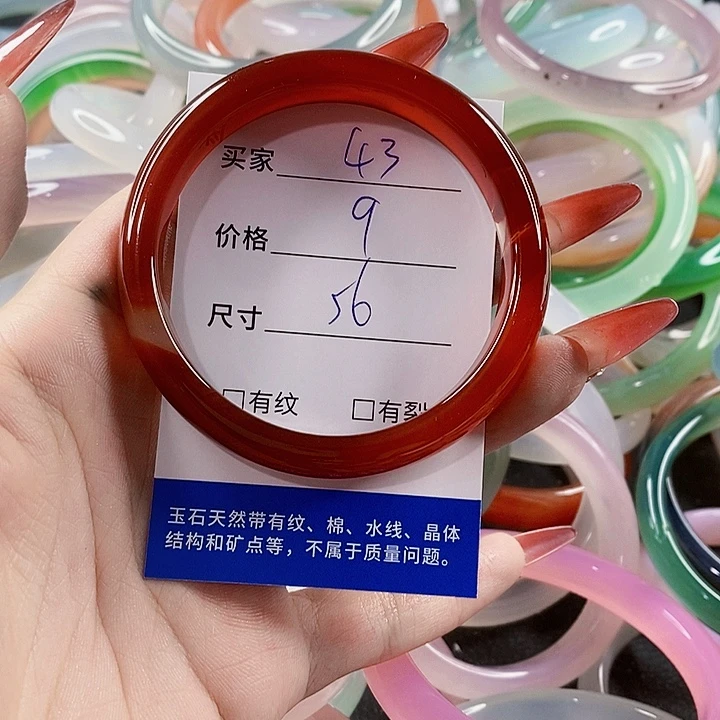 买家 43
价格 9
尺寸 56
□有纹 □有裂
玉石天然带有纹、棉、水线、晶体
结构和矿点等，不属于质量问题。